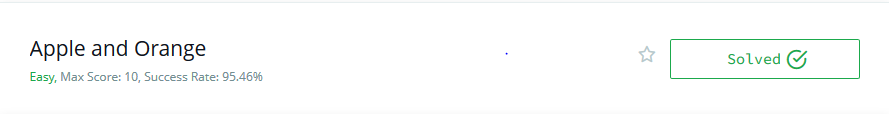 Apple and Orange
Solved
Easy, Max Score: 10, Success Rate: 95.46%